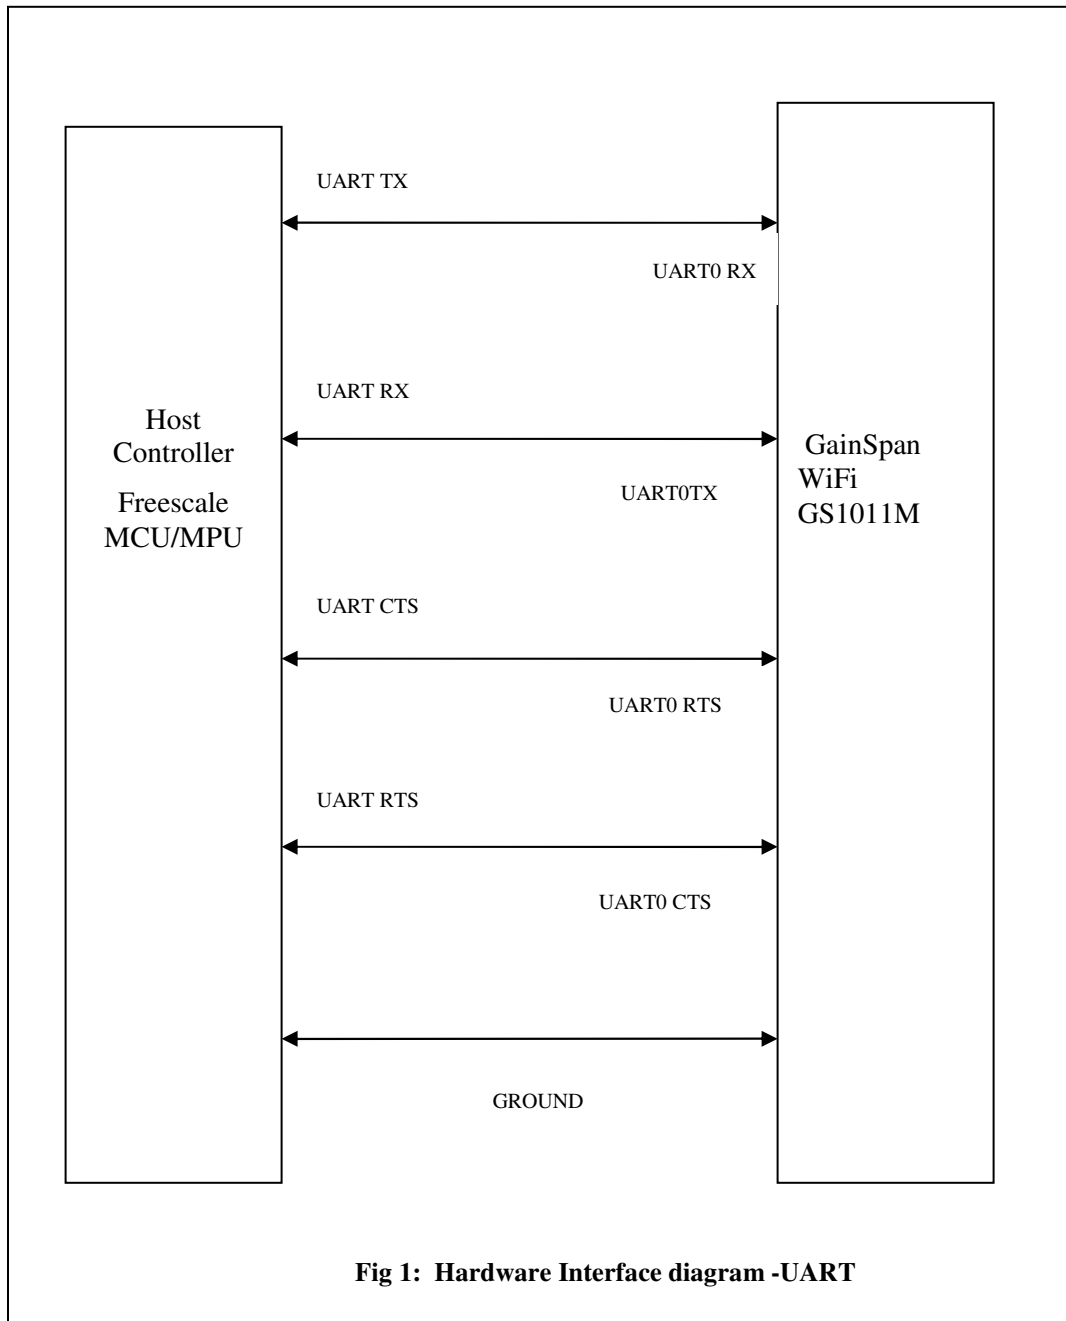 UART TX
UART0 RX
UART RX
Host
Controller
Freescale
MCU/MPU
GainSpan
WiFi
GS1011M
UART0TX
UART CTS
UART0 RTS
UART RTS
UART0 CTS
GROUND
Fig 1: Hardware Interface diagram -UART